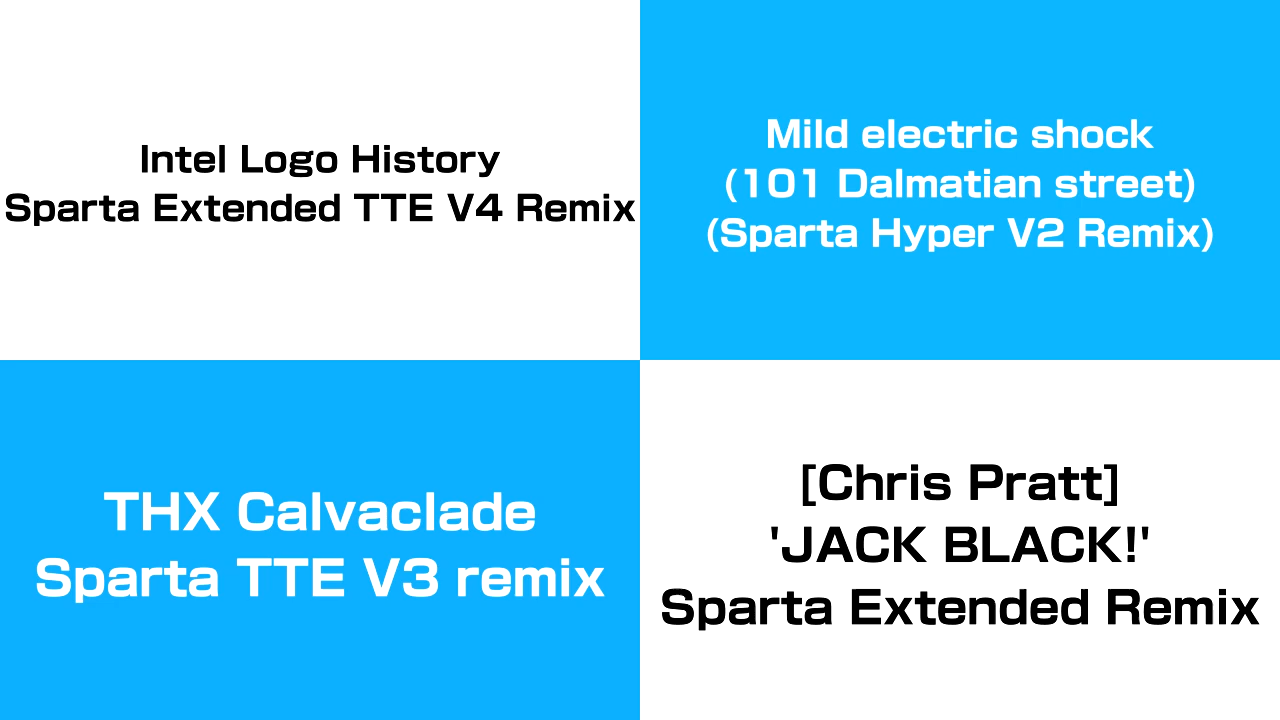 Intel Logo History
Sparta Extended TTE V4 Remix
Mild electric shock
(101 Dalmatian street)
(Sparta Hyper V2 Remix)
THX Calvaclade
Sparta TTE V3 remix
[Chris Pratt]
'JACK BLACK!'
Sparta Extended Remix